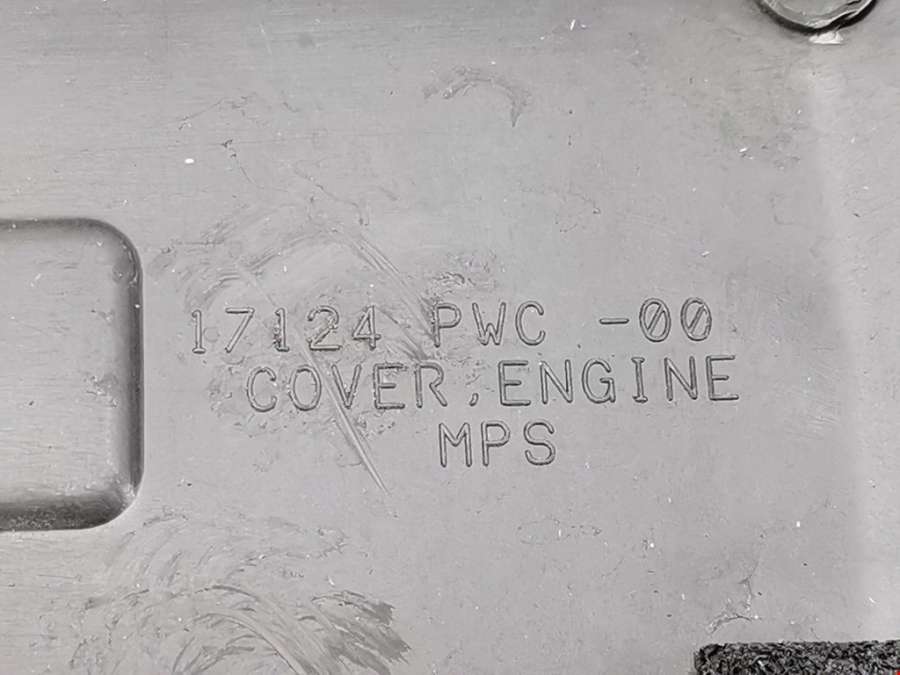 17124 PWC -00
COVER,ENGINE
MPS